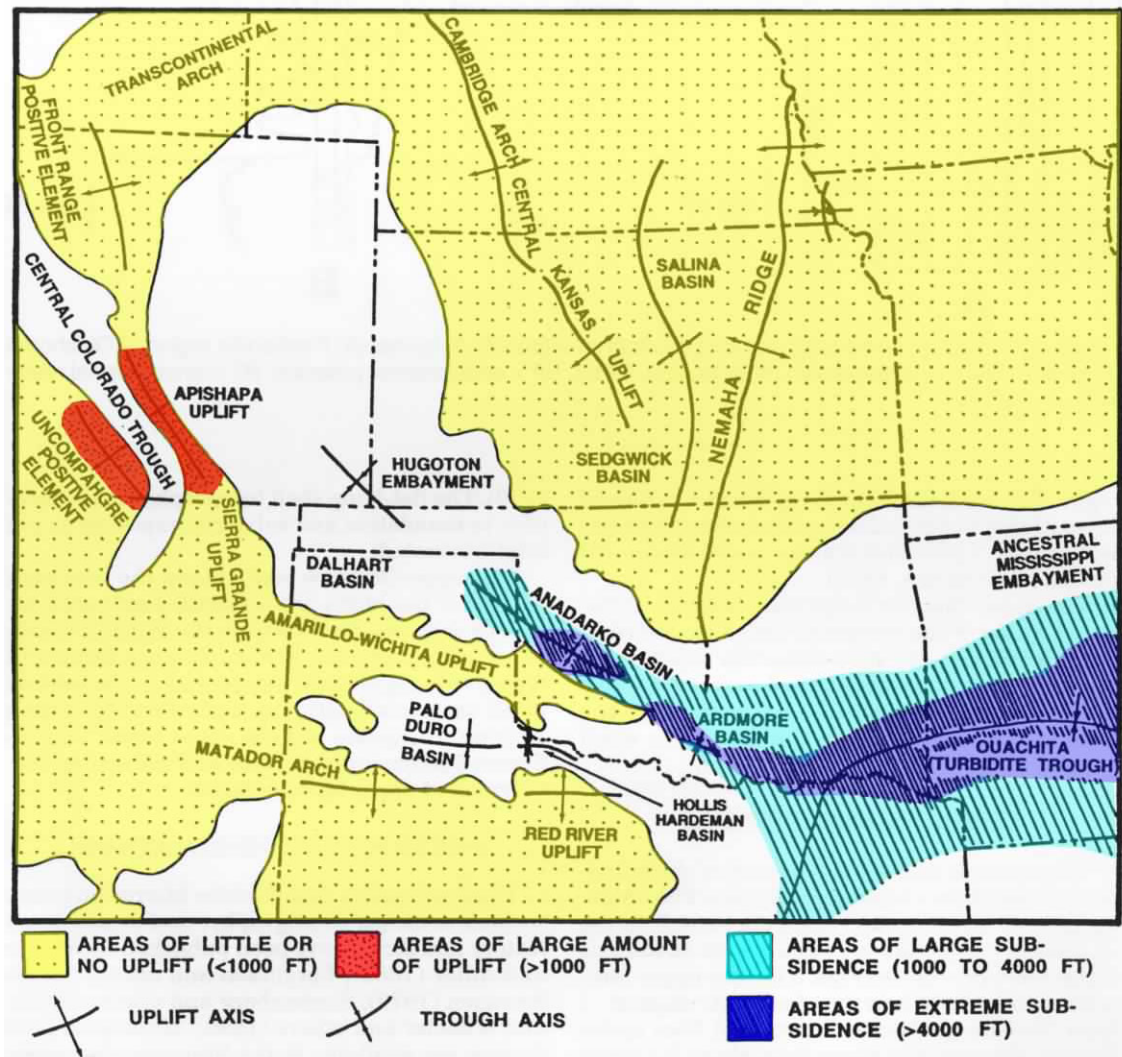 TRANSCONTINENTAL
ARCH
FRONT RANGE
POSITIVE ELEMENT
CAMBRIDGE ARCH CENTRAL
KANSAS
UPLIFT
SALINA
BASIN
NEMAHA
RIDGE
CENTRAL COLORADO TROUGH
APISHAPA
UPLIFT
UNCOMPAHGRE
POSITIVE
ELEMENT
HUGOTON
EMBAYMENT
SEDGWICK
BASIN
SIERRA GRANDE
UPLIFT
DALHART
BASIN
ANCESTRAL
MISSISSIPPI
EMBAYMENT
ANADARKO BASIN
AMARILLO-WICHITA UPLIFT
PALO
DURO
BASIN
ARDMORE
BASIN
OUACHITA
(TURBIDITE TROUGH)
MATADOR ARCH
HOLLIS
HARDEMAN
BASIN
RED RIVER
UPLIFT
AREAS OF LITTLE OR
NO UPLIFT (<1000 FT)
AREAS OF LARGE AMOUNT
OF UPLIFT (>1000 FT)
AREAS OF LARGE SUB-
SIDENCE (1000 TO 4000 FT)
UPLIFT AXIS
TROUGH AXIS
AREAS OF EXTREME SUB-
SIDENCE (>4000 FT)